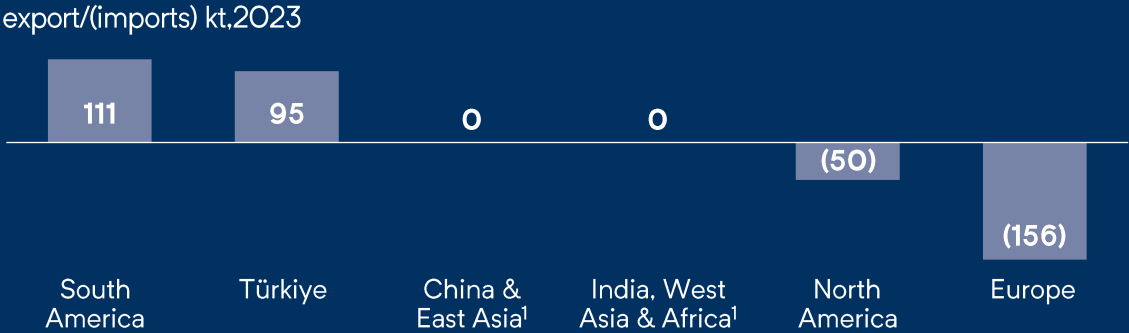 export/(imports) kt,2023
111
95
0
0
(50)
(156)
South
America
Türkiye
China &
East Asia¹
India, West
Asia & Africa¹
North
America
Europe